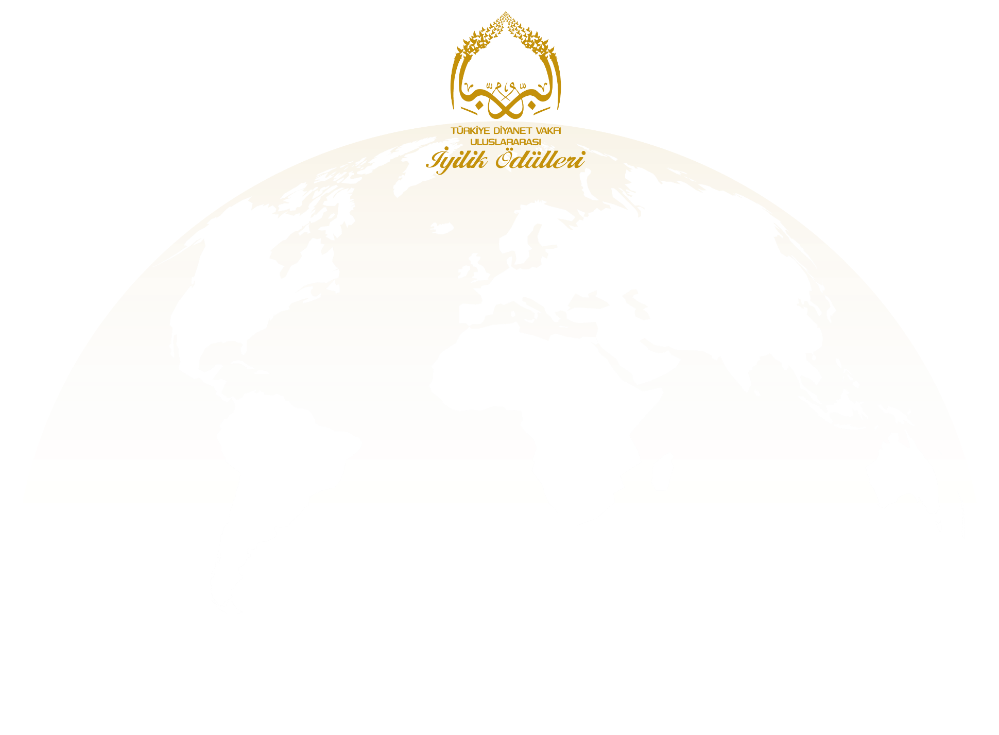 TÜRKİYE DİYANET VAKFI
ULUSLARARASI
İyilik Ödülleri